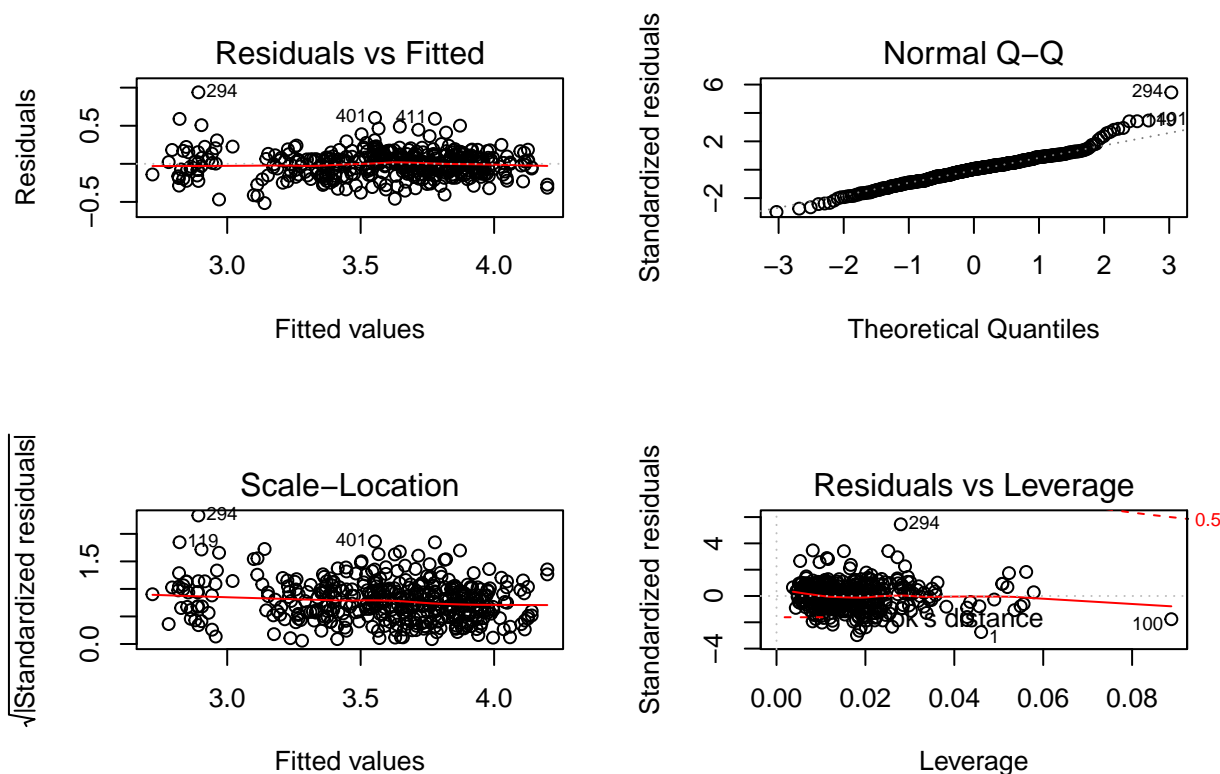 Residuals vs Fitted
Residuals
0.5
−0.5
3.0 3.5 4.0
Fitted values
294
401
411
Normal Q−Q
Standardized residuals
6
2
−2
−3 −2 −1 0 1 2 3
Theoretical Quantiles
294
401
Scale−Location
√|Standardized residuals|
1.5
0.0
3.0 3.5 4.0
Fitted values
294
119
401
Residuals vs Leverage
Standardized residuals
4
0
−4
0.00 0.02 0.04 0.06 0.08
Leverage
distance
0.5
294
100
1